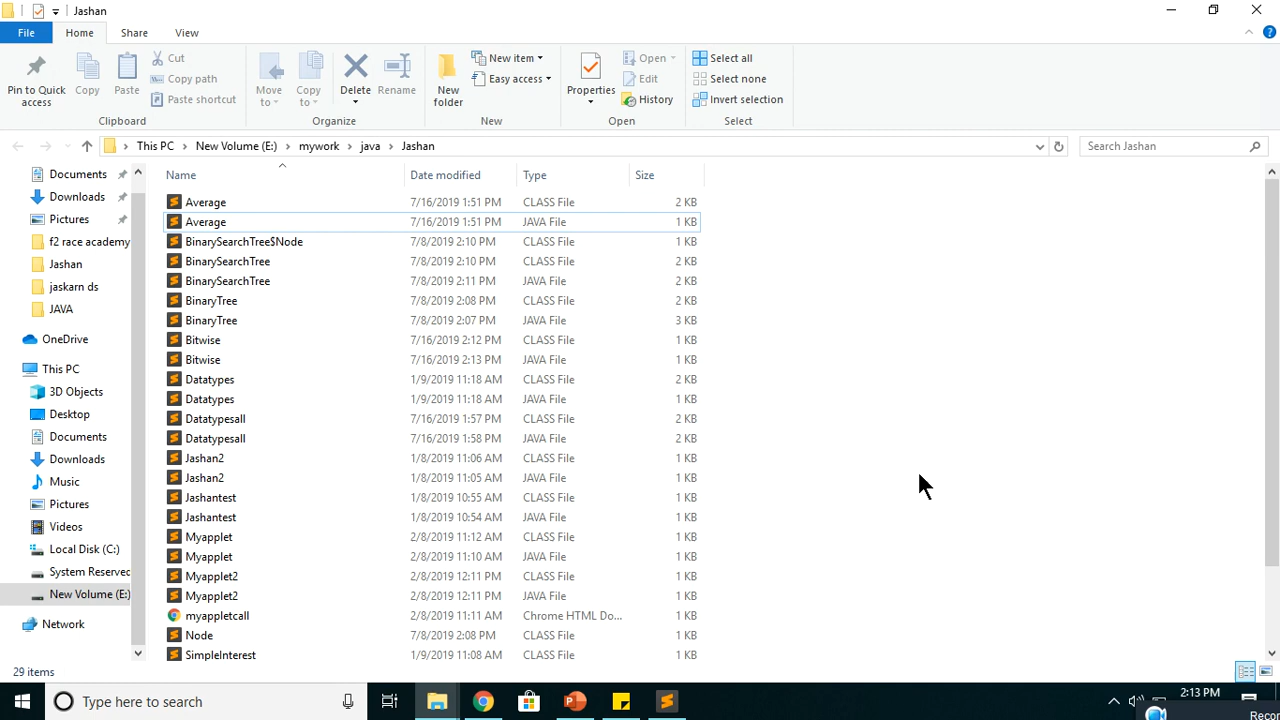 Jashan
File Home Share View
Pin to Quick access Copy Paste Cut Copy path Paste shortcut Move to Copy to Delete Rename New folder New item Easy access Properties Open Edit History Select all Select none Invert selection
Clipboard Organize New Open Select
This PC New Volume (E:) mywork java Jashan Search Jashan
Name Date modified Type Size
Documents
Downloads
Pictures
f2 race academy
Jashan
jaskarn ds
JAVA
OneDrive
This PC
3D Objects
Desktop
Documents
Downloads
Music
Pictures
Videos
Local Disk (C:)
System Reserved
New Volume (E:)
Network
Average 7/16/2019 1:51 PM CLASS File 2 KB
Average 7/16/2019 1:51 PM JAVA File 1 KB
BinarySearchTree$Node 7/8/2019 2:10 PM CLASS File 1 KB
BinarySearchTree 7/8/2019 2:10 PM CLASS File 2 KB
BinarySearchTree 7/8/2019 2:11 PM JAVA File 2 KB
BinaryTree 7/8/2019 2:08 PM CLASS File 2 KB
BinaryTree 7/8/2019 2:07 PM JAVA File 3 KB
Bitwise 7/16/2019 2:12 PM CLASS File 1 KB
Bitwise 7/16/2019 2:13 PM JAVA File 1 KB
Datatypes 1/9/2019 11:18 AM CLASS File 2 KB
Datatypes 1/9/2019 11:18 AM JAVA File 1 KB
Datatypesall 7/16/2019 1:57 PM CLASS File 2 KB
Datatypesall 7/16/2019 1:58 PM JAVA File 2 KB
Jashan2 1/8/2019 11:06 AM CLASS File 1 KB
Jashan2 1/8/2019 11:05 AM JAVA File 1 KB
Jashantest 1/8/2019 10:55 AM CLASS File 1 KB
Jashantest 1/8/2019 10:54 AM JAVA File 1 KB
Myapplet 2/8/2019 11:12 AM CLASS File 1 KB
Myapplet 2/8/2019 11:10 AM JAVA File 1 KB
Myapplet2 2/8/2019 12:11 PM CLASS File 1 KB
Myapplet2 2/8/2019 12:11 PM JAVA File 1 KB
myappletcall 2/8/2019 11:11 AM Chrome HTML Do... 1 KB
Node 7/8/2019 2:08 PM CLASS File 1 KB
SimpleInterest 1/9/2019 11:08 AM CLASS File 1 KB
29 items
Type here to search
2:13 PM
Recor